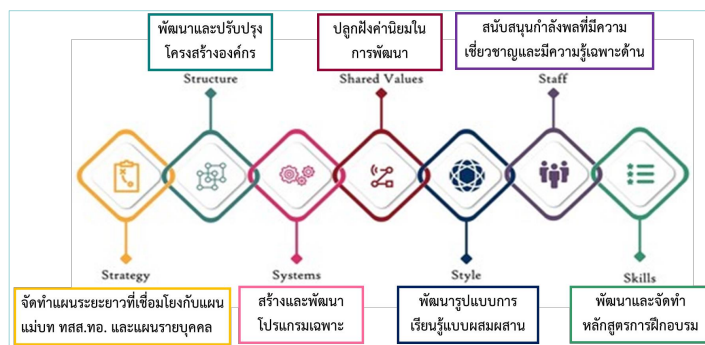 พัฒนาและปรับปรุง
โครงสร้างองค์กร
Structure
ปลูกฝังค่านิยมใน
การพัฒนา
Shared Values
สนับสนุนกำลังพลที่มีความ
เชี่ยวชาญและมีความรู้เฉพาะด้าน
Staff
Strategy
จัดทำแผนระยะยาวที่เชื่อมโยงกับแผน
แม่บท ทสส.ทอ. และแผนรายบุคคล
Systems
สร้างและพัฒนา
โปรแกรมเฉพาะ
Style
พัฒนารูปแบบการ
เรียนรู้แบบผสมผสาน
Skills
พัฒนาและจัดทำ
หลักสูตรการฝึกอบรม